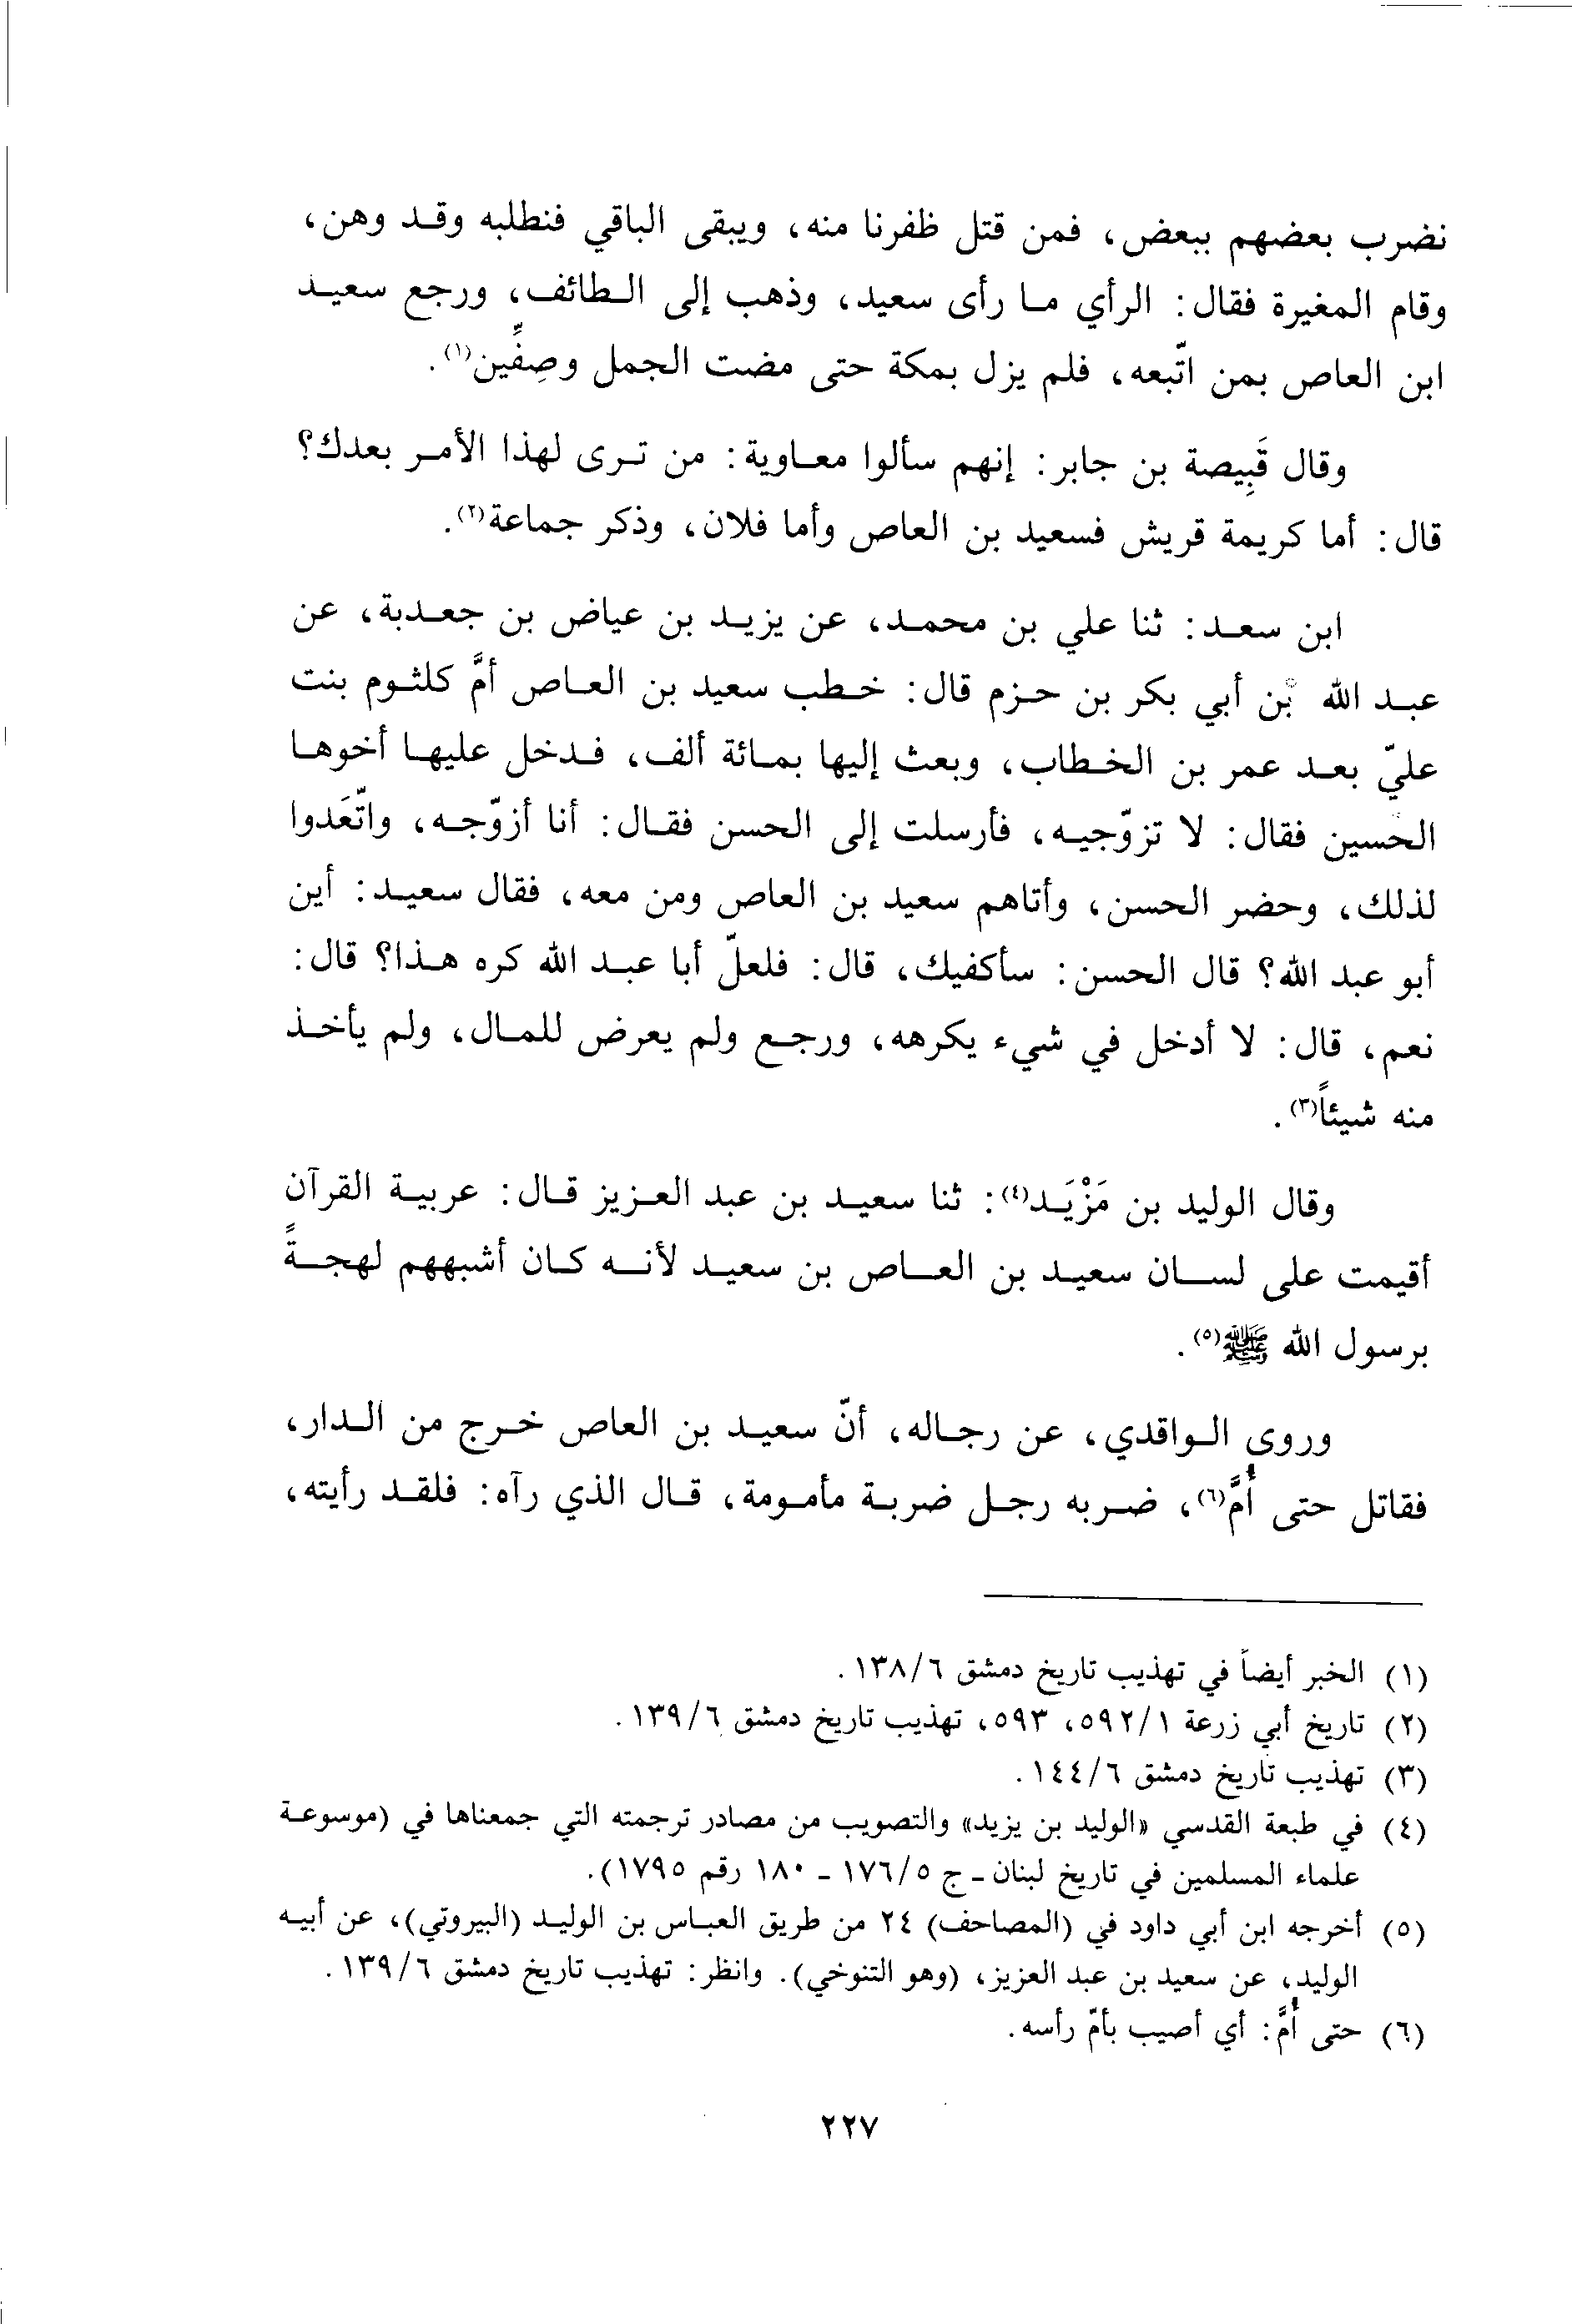 نضرب بعضهم ببعض، فمن قتل ظفرنا منه، ويبقى الباقي فنطلبه وقد وهن،
وقام المغيرة فقال: الرأي ما رأى سعيد، وذهب إلى الطائف، ورجع سعيد
ابن العاص بمن اتّبعه، فلم يزل بمكة حتى مضت الجمل وصِفِّين(١).
وقال قَبِيصة بن جابر: إنهم سألوا معاوية: من ترى لهذا الأمر بعدك؟
قال: أما كريمة قريش فسعيد بن العاص وأما فلان، وذكر جماعة(٢).
ابن سعد: ثنا علي بن محمد، عن يزيد بن عياض بن جعدبة، عن
عبد الله بن أبي بكر بن حزم قال: خطب سعيد بن العاص أمَّ كلثوم بنت
عليّ بعد عمر بن الخطاب، وبعث إليها بمائة ألف، فدخل عليها أخوها
الحسين فقال: لا تزوّجيه، فأرسلت إلى الحسن فقال: أنا أزوّجه، واتَّعَدوا
لذلك، وحضر الحسن، وأتاهم سعيد بن العاص ومن معه، فقال سعيد: أين
أبو عبد الله؟ قال الحسن: سأكفيك، قال: فلعلّ أبا عبد الله كره هذا؟ قال:
نعم، قال: لا أدخل في شيء يكرهه، ورجع ولم يعرض للمال، ولم يأخذ
منه شيئاً(٣).
وقال الوليد بن مَزْيَد(٤): ثنا سعيد بن عبد العزيز قال: عربية القرآن
أقيمت على لسان سعيد بن العاص بن سعيد لأنه كان أشبههم لهجةً
برسول الله ﷺ(٥).
وروى الواقدي، عن رجاله، أنّ سعيد بن العاص خرج من الدار،
فقاتل حتى أُمَّ(٦)، ضربه رجل ضربة مأمومة، قال الذي رآه: فلقد رأيته،
(١) الخبر أيضاً في تهذيب تاريخ دمشق ١٣٨/٦.
(٢) تاريخ أبي زرعة ٥٩٢/١، ٥٩٣، تهذيب تاريخ دمشق ١٣٩/٦.
(٣) تهذيب تاريخ دمشق ١٤٤/٦.
(٤) في طبعة القدسي «الوليد بن يزيد» والتصويب من مصادر ترجمته التي جمعناها في (موسوعة
علماء المسلمين في تاريخ لبنان ـ ج ١٧٦/٥ ـ ١٨٠ رقم ١٧٩٥).
(٥) أخرجه ابن أبي داود في (المصاحف) ٢٤ من طريق العباس بن الوليد (البيروتي)، عن أبيه
الوليد، عن سعيد بن عبد العزيز، (وهو التنوخي). وانظر: تهذيب تاريخ دمشق ١٣٩/٦.
(٦) حتى أُمَّ: أي أصيب بأمّ رأسه.
٢٢٧